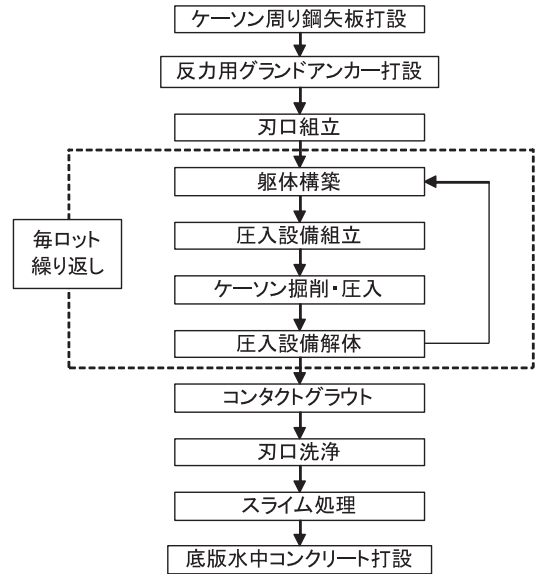 ケーソン周り鋼矢板打設
反力用グランドアンカー打設
刃口組立
躯体構築
毎ロット
繰り返し
圧入設備組立
ケーソン掘削・圧入
圧入設備解体
コンタクトグラウト
刃口洗浄
スライム処理
底版水中コンクリート打設